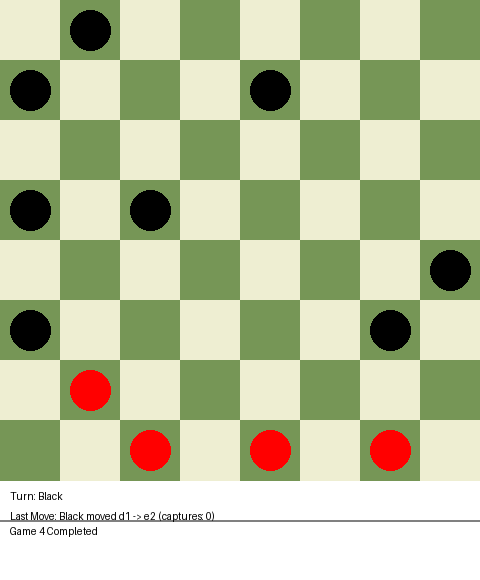 Turn: Black
Last Move: Black moved d1 -> e2 (captures: 0)
Game 4 Completed